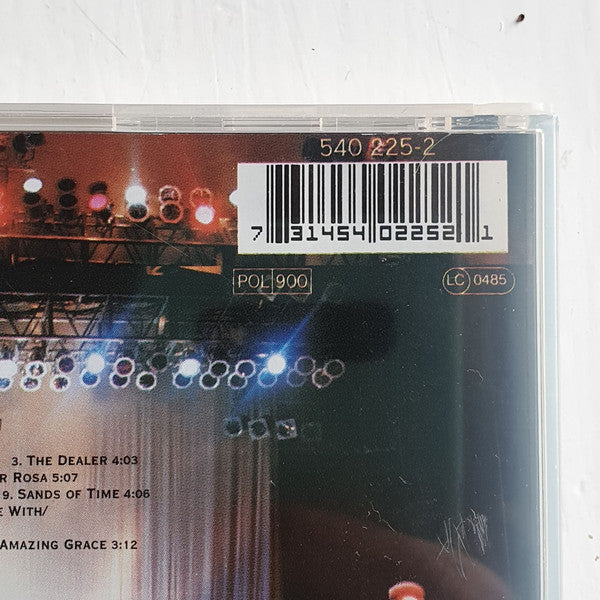 540 225-2
7 31454 02252 1
POL 900
LC 0485
3. THE DEALER 4:03
R ROSA 5:07
9. SANDS OF TIME 4:06
E WITH/
AMAZING GRACE 3:12